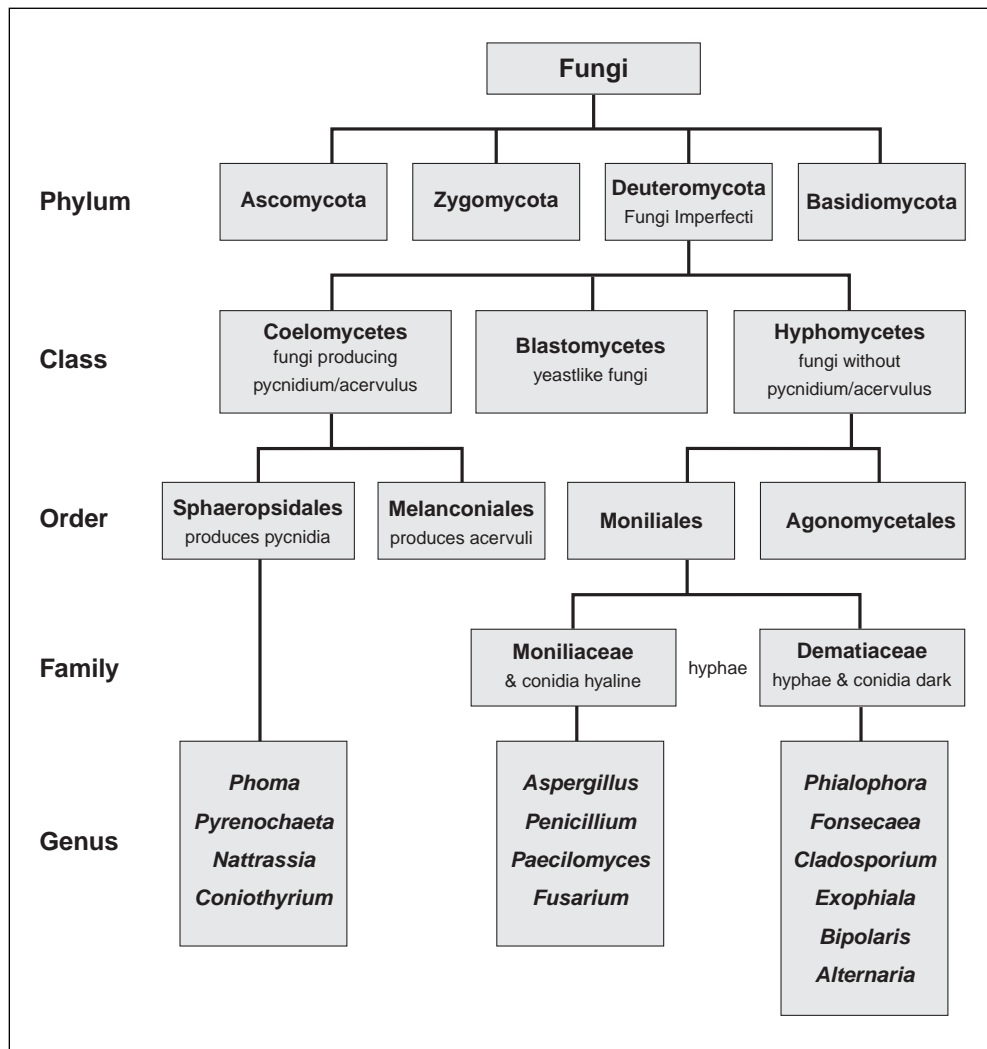 Fungi
Phylum
Ascomycota
Zygomycota
Deuteromycota
Fungi Imperfecti
Basidiomycota
Class
Coelomycetes
fungi producing
pycnidium/acervulus
Blastomycetes
yeastlike fungi
Hyphomycetes
fungi without
pycnidium/acervulus
Order
Sphaeropsidales
produces pycnidia
Melanconiales
produces acervuli
Moniliales
Agonomycetales
Family
Moniliaceae
& conidia hyaline
hyphae
Dematiaceae
hyphae & conidia dark
Genus
Phoma
Pyrenochaeta
Nattrassia
Coniothyrium
Aspergillus
Penicillium
Paecilomyces
Fusarium
Phialophora
Fonsecaea
Cladosporium
Exophiala
Bipolaris
Alternaria